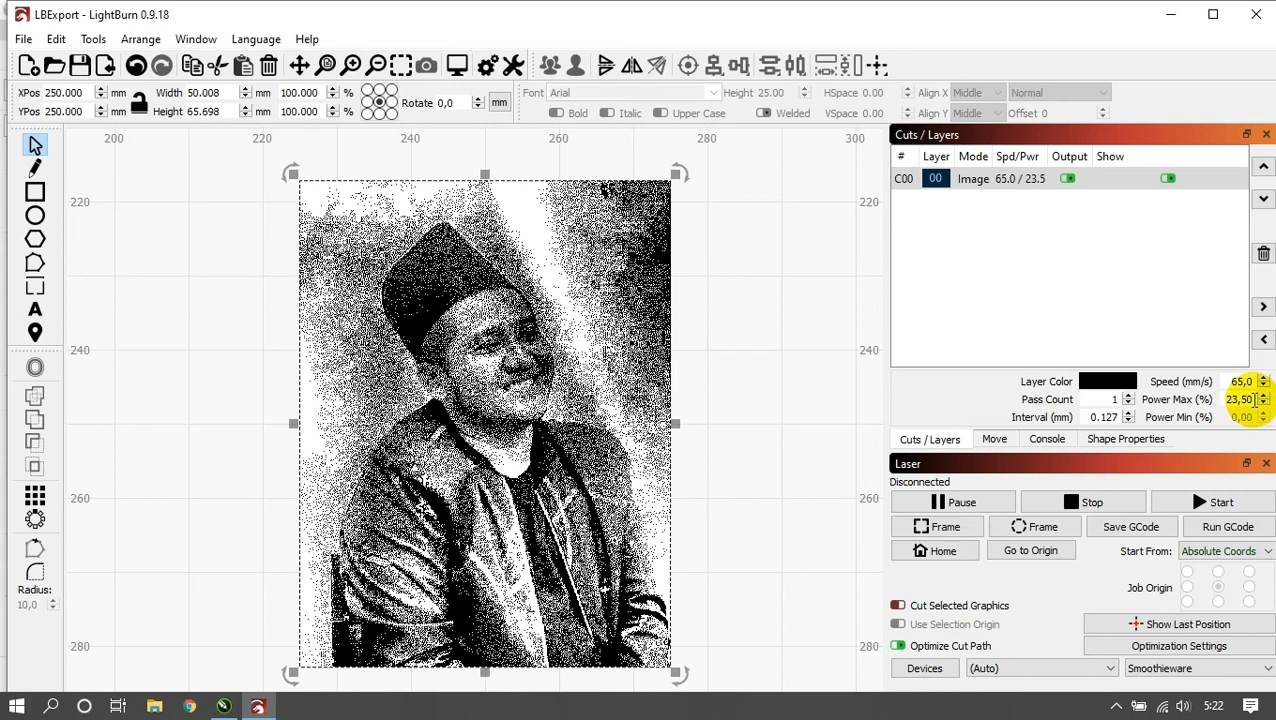 LBExport - LightBurn 0.9.18
File Edit Tools Arrange Window Language Help
XPos 250.000 mm Width 50.008 mm 100.000 % Rotate 0,0 mm Font Arial Height 25.00 HSpace 0.00 Align X Middle Normal
YPos 250.000 mm Height 65.698 mm 100.000 % Bold Italic Upper Case Welded VSpace 0.00 Align Y Middle Offset 0
200 220 240 260 280 300
220 220
240 240
260 260
280 280
A
Radius:
10,0
Cuts / Layers
# Layer Mode Spd/Pwr Output Show
C00 00 Image 65.0 / 23.5
Layer Color Speed (mm/s) 65,0
Pass Count 1 Power Max (%) 23,50
Interval (mm) 0.127 Power Min (%) 0,00
Cuts / Layers Move Console Shape Properties
Laser
Disconnected
Pause Stop Start
Frame Frame Save GCode Run GCode
Home Go to Origin Start From: Absolute Coords
Job Origin
Cut Selected Graphics
Use Selection Origin Show Last Position
Optimize Cut Path Optimization Settings
Devices (Auto) Smoothieware
5:22